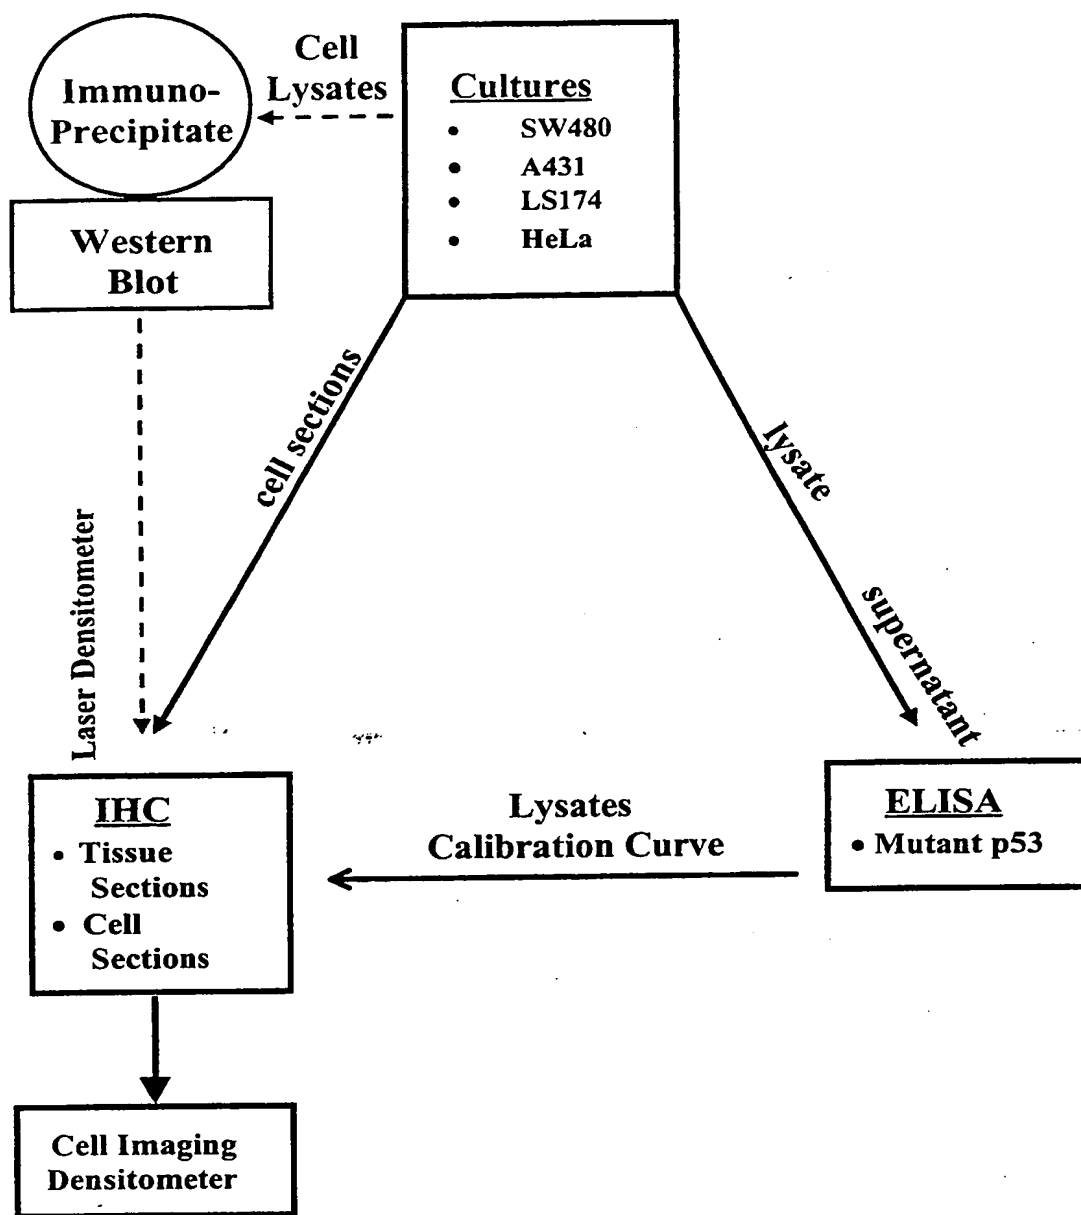 Cell
Lysates
Immuno-
Precipitate
Western
Blot
Cultures
• SW480
• A431
• LS174
• HeLa
cell sections
lysate
supernatant
Laser Densitometer
IHC
• Tissue
Sections
• Cell
Sections
Lysates
Calibration Curve
ELISA
• Mutant p53
Cell Imaging
Densitometer